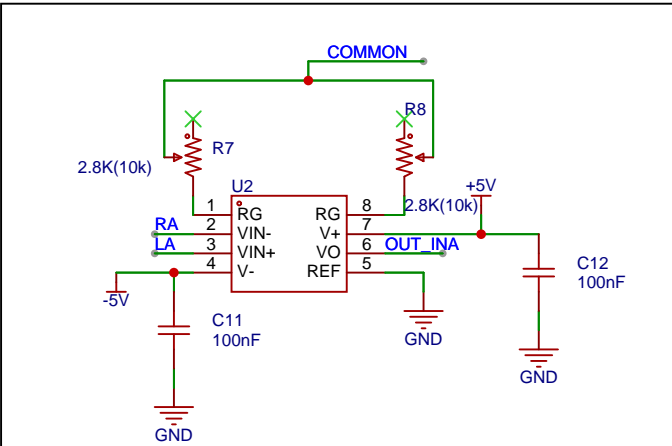 COMMON
R8
R7
2.8K(10k)
2.8K(10k)
+5V
U2
1 RG RG 8
RA 2 VIN- V+ 7
LA 3 VIN+ VO 6 OUT_INA
4 V- REF 5
-5V
C12
100nF
C11
100nF
GND
GND
GND